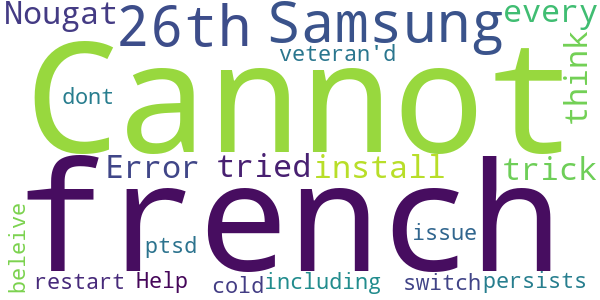 Nougat
26th
Samsung
every
veteran'd
think
Cannot
dont
Error
tried
install
trick
french
beleive
ptsd
issue
restart
Help
cold
including
switch
persists